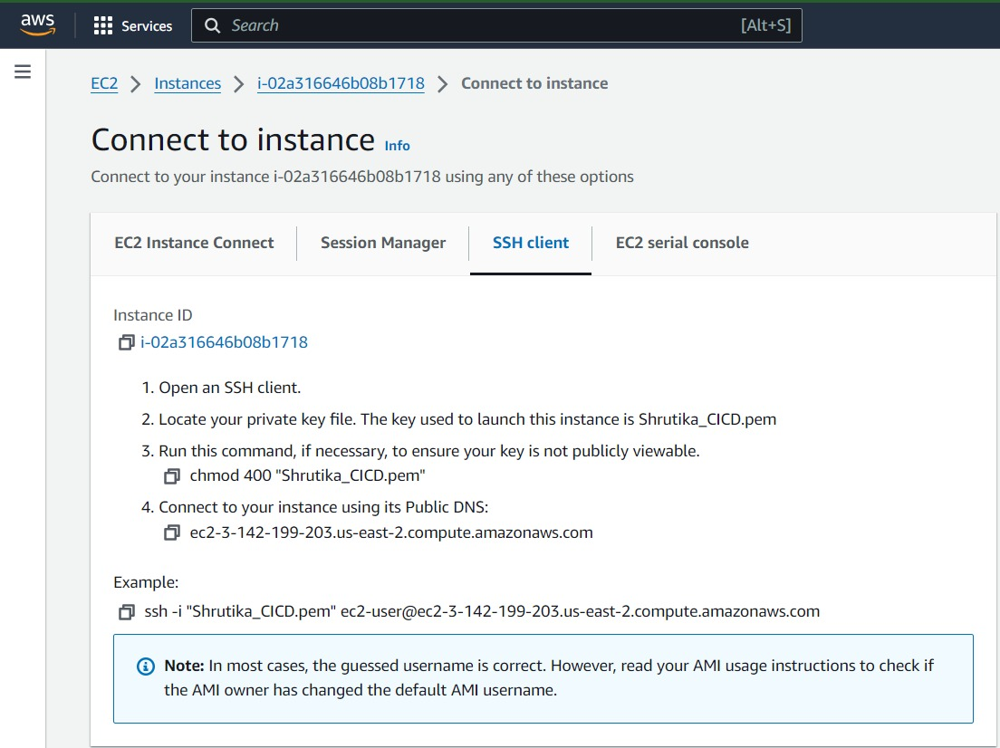 aws
Services
Search [Alt+S]
EC2 > Instances > i-02a316646b08b1718 > Connect to instance
Connect to instance Info
Connect to your instance i-02a316646b08b1718 using any of these options
EC2 Instance Connect Session Manager SSH client EC2 serial console
Instance ID
i-02a316646b08b1718
1. Open an SSH client.
2. Locate your private key file. The key used to launch this instance is Shrutika_CICD.pem
3. Run this command, if necessary, to ensure your key is not publicly viewable.
chmod 400 "Shrutika_CICD.pem"
4. Connect to your instance using its Public DNS:
ec2-3-142-199-203.us-east-2.compute.amazonaws.com
Example:
ssh -i "Shrutika_CICD.pem" ec2-user@ec2-3-142-199-203.us-east-2.compute.amazonaws.com
Note: In most cases, the guessed username is correct. However, read your AMI usage instructions to check if
the AMI owner has changed the default AMI username.